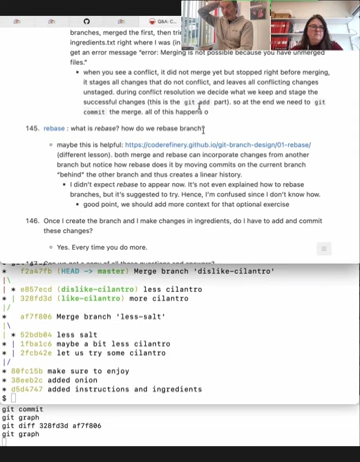 Q&A: C...
branches, merged the first, then tri
ingredients.txt right where I was (in
get an error message "error: Merging is not possible because you have
unmerged files."
when you see a conflict, it did not merge yet but stopped right before merging,
it stages all changes that do not conflict, and leaves all conflicting changes
unstaged. during conflict resolution we decide what we keep and stage the
successful changes (this is the git add part). so at the end we need to git
commit the merge. all of this happens o
145. rebase : what is rebase? how do we rebase branch?
maybe this is helpful: https://coderefinery.org/git-branch-design/01-rebase/
(different lesson). both merge and rebase can incorporate changes from another
branch but notice how rebase does it by moving commits on the current branch
"behind" the other branch and thus creates a linear history.
I didn't expect rebase to appear now. It's not even explained how to rebase
branches, but it's suggested to try. Hence, I'm confused since I don't know how.
good point, we should add more context for that optional exercise
146. Once I create the branch and I make changes in ingredients, do I have to add and commit
these changes?
Yes. Every time you do more.
* f2a47fb (HEAD -> master) Merge branch 'dislike-cilantro'
|\
| * e857ecd (dislike-cilantro) less cilantro
* | 328fd3d (like-cilantro) more cilantro
|/
* af7f806 Merge branch 'less-salt'
|\
| * 52bdb04 less salt
* | 1fba1c6 maybe a bit less cilantro
* | 2fcb42e let us try some cilantro
|/
* 80fc15b make sure to enjoy
* 38eeb2c added onion
* d5d4747 added instructions and ingredients
$
git commit
git graph
git diff 328fd3d af7f806
git graph